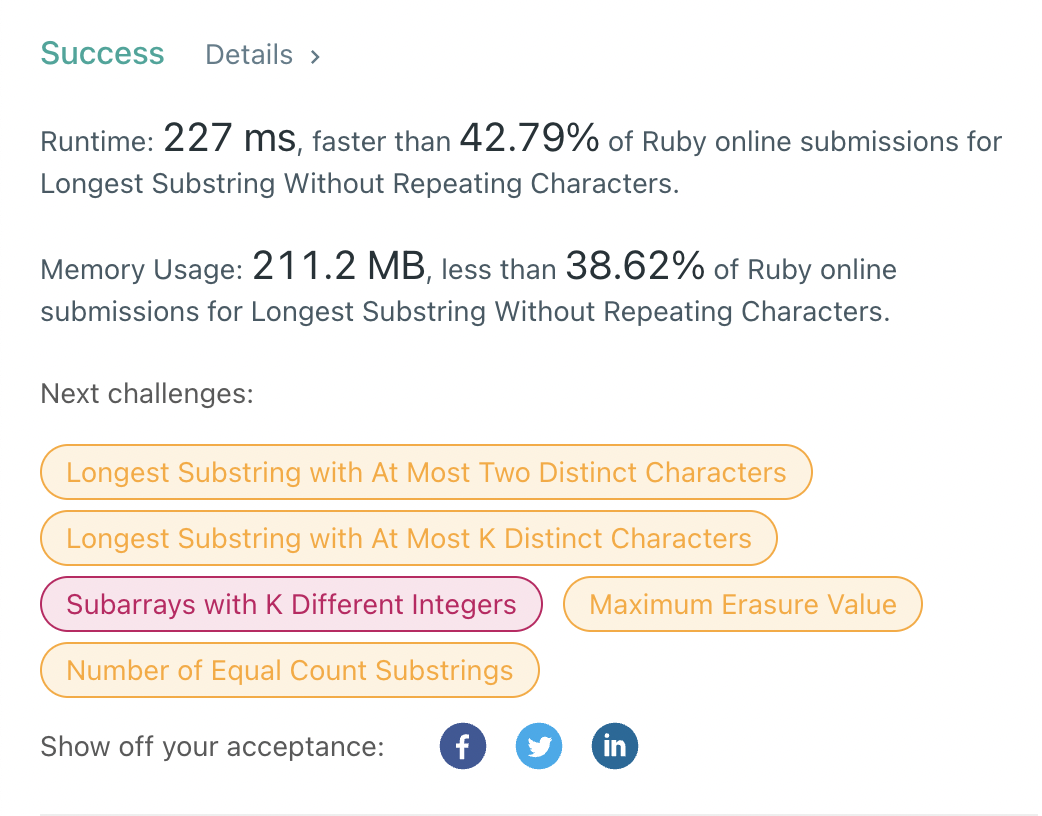 Success Details >
Runtime: 227 ms, faster than 42.79% of Ruby online submissions for
Longest Substring Without Repeating Characters.
Memory Usage: 211.2 MB, less than 38.62% of Ruby online
submissions for Longest Substring Without Repeating Characters.
Next challenges:
Longest Substring with At Most Two Distinct Characters
Longest Substring with At Most K Distinct Characters
Subarrays with K Different Integers Maximum Erasure Value
Number of Equal Count Substrings
Show off your acceptance: f in